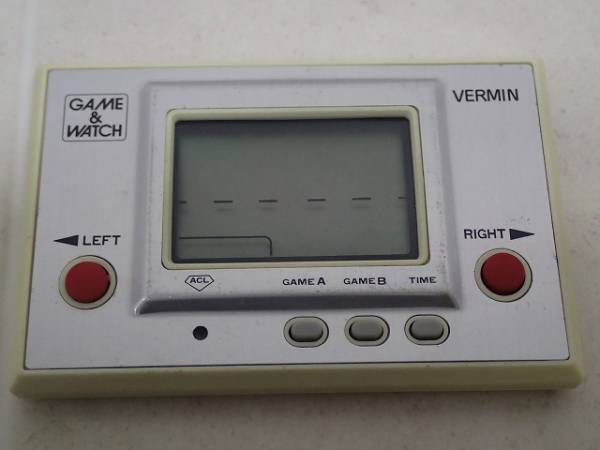 GAME
&
WATCH
VERMIN
LEFT
RIGHT
ACL
GAME A
GAME B
TIME